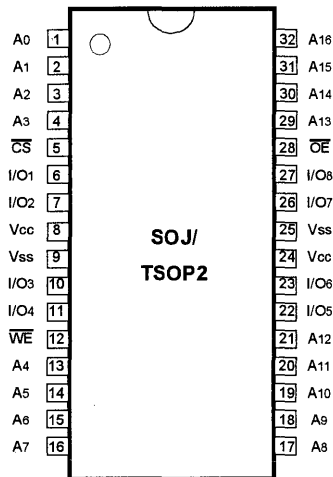 A0 1 32 A16
A1 2 31 A15
A2 3 30 A14
A3 4 29 A13
C̅S̅ 5 28 O̅E̅
I/O1 6 27 I/O8
I/O2 7 26 I/O7
Vcc 8 25 Vss
SOJ/
Vss 9 24 Vcc
TSOP2
I/O3 10 23 I/O6
I/O4 11 22 I/O5
W̅E̅ 12 21 A12
A4 13 20 A11
A5 14 19 A10
A6 15 18 A9
A7 16 17 A8